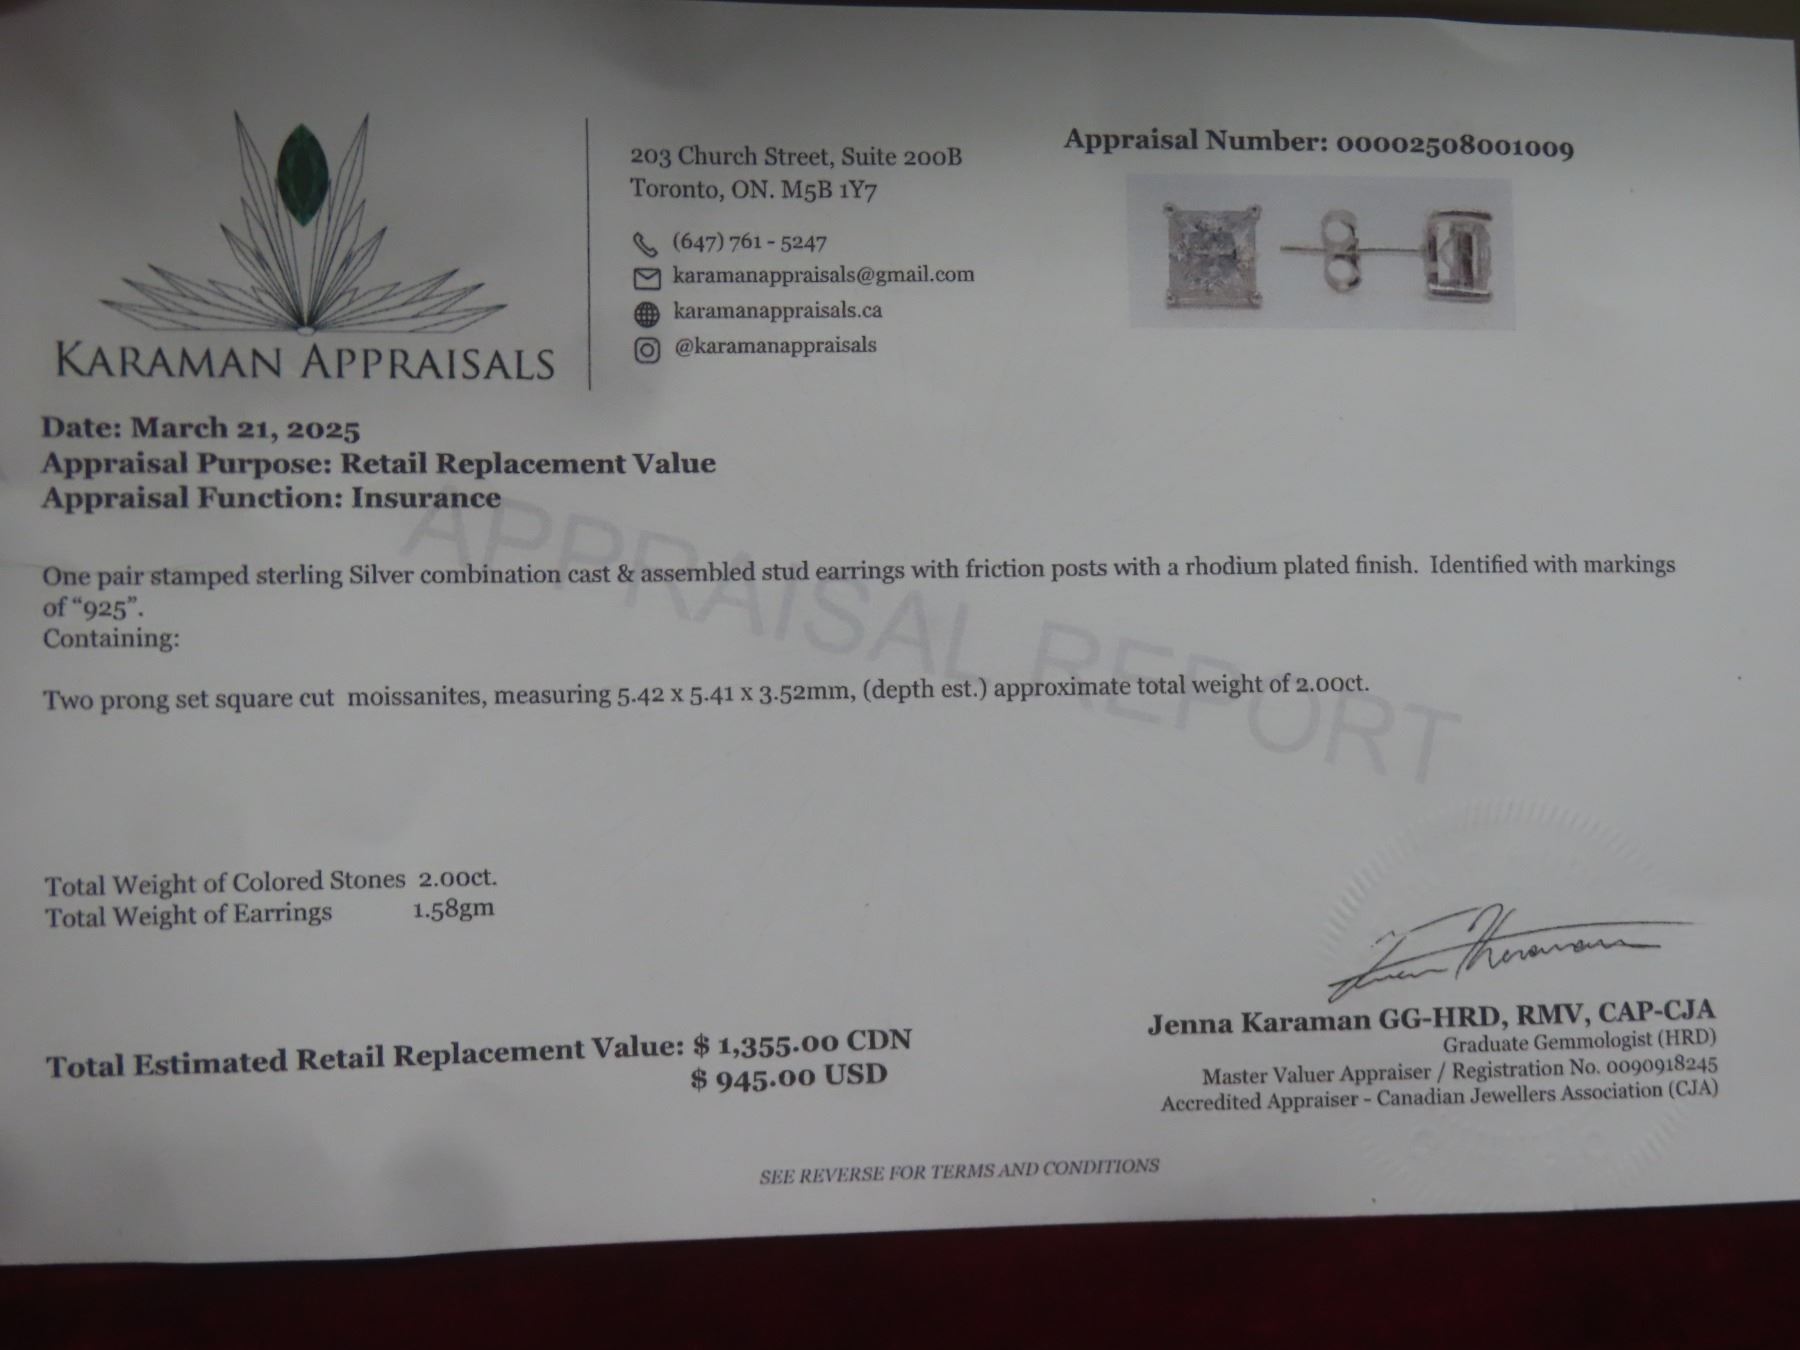 KARAMAN APPRAISALS
203 Church Street, Suite 200B
Toronto, ON. M5B 1Y7
(647) 761 - 5247
karamanappraisals@gmail.com
karamanappraisals.ca
@karamanappraisals
Appraisal Number: 00002508001009
Date: March 21, 2025
Appraisal Purpose: Retail Replacement Value
Appraisal Function: Insurance
APPRAISAL REPORT
One pair stamped sterling Silver combination cast & assembled stud earrings with friction posts with a rhodium plated finish. Identified with markings
of "925".
Containing:
Two prong set square cut moissanites, measuring 5.42 x 5.41 x 3.52mm, (depth est.) approximate total weight of 2.00ct.
Total Weight of Colored Stones 2.00ct.
Total Weight of Earrings 1.58gm
Total Estimated Retail Replacement Value: $ 1,355.00 CDN
$ 945.00 USD
Jenna Karaman GG-HRD, RMV, CAP-CJA
Graduate Gemmologist (HRD)
Master Valuer Appraiser / Registration No. 0090918245
Accredited Appraiser - Canadian Jewellers Association (CJA)
SEE REVERSE FOR TERMS AND CONDITIONS